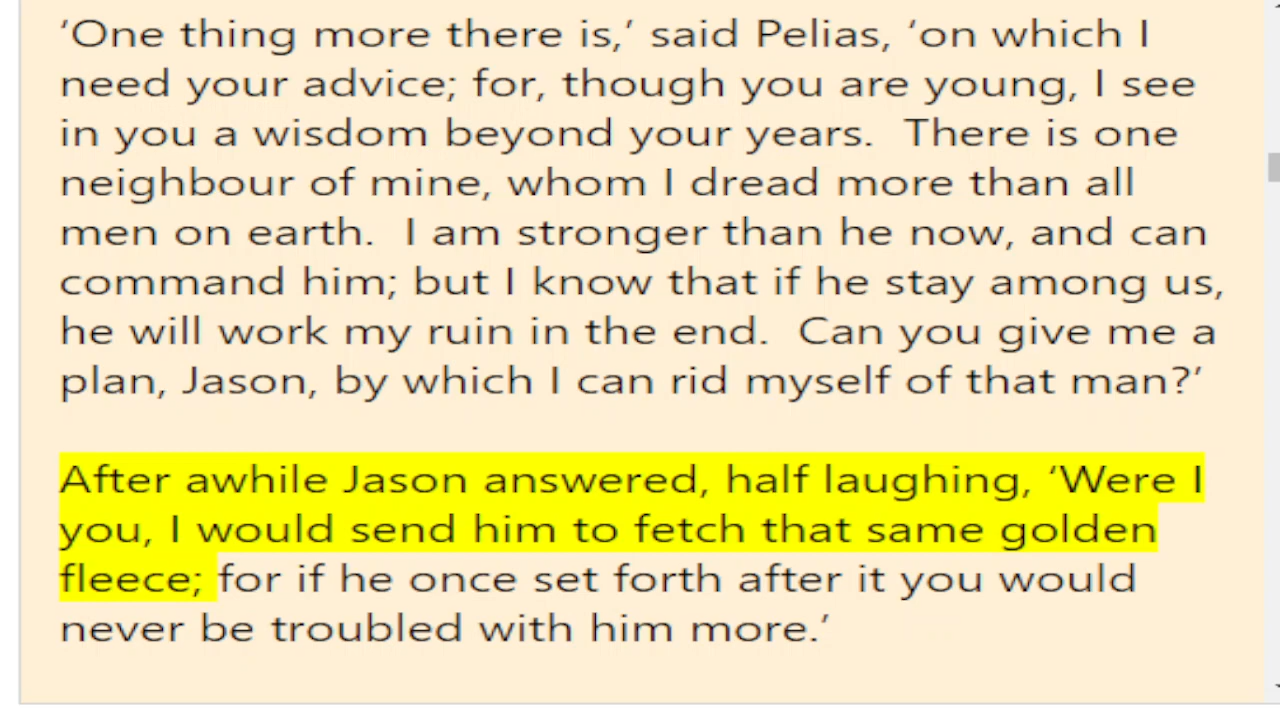 ‘One thing more there is,’ said Pelias, ‘on which I
need your advice; for, though you are young, I see
in you a wisdom beyond your years.  There is one
neighbour of mine, whom I dread more than all
men on earth.  I am stronger than he now, and can
command him; but I know that if he stay among us,
he will work my ruin in the end.  Can you give me a
plan, Jason, by which I can rid myself of that man?’
After awhile Jason answered, half laughing, ‘Were I
you, I would send him to fetch that same golden
fleece; for if he once set forth after it you would
never be troubled with him more.’